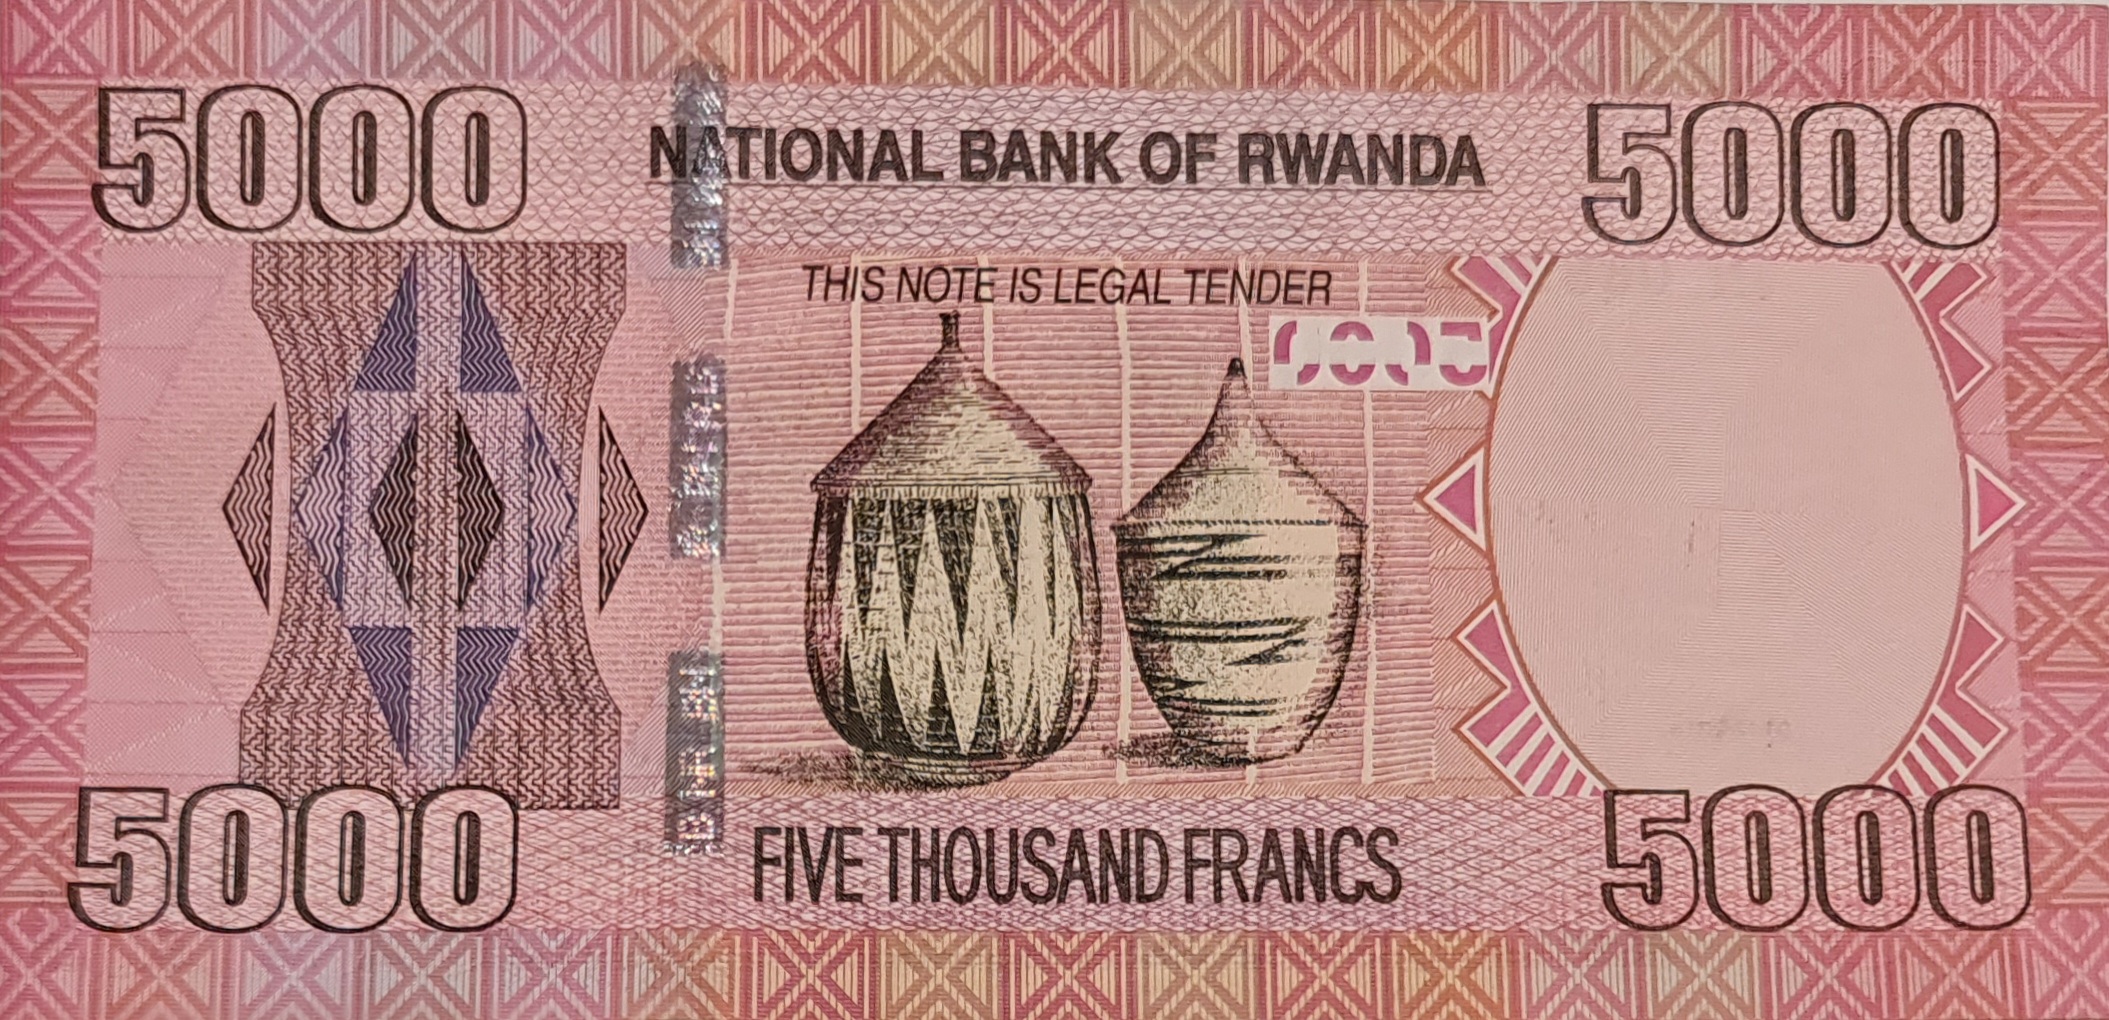 5000
NATIONAL BANK OF RWANDA
5000
THIS NOTE IS LEGAL TENDER
5000
FIVE THOUSAND FRANCS
5000